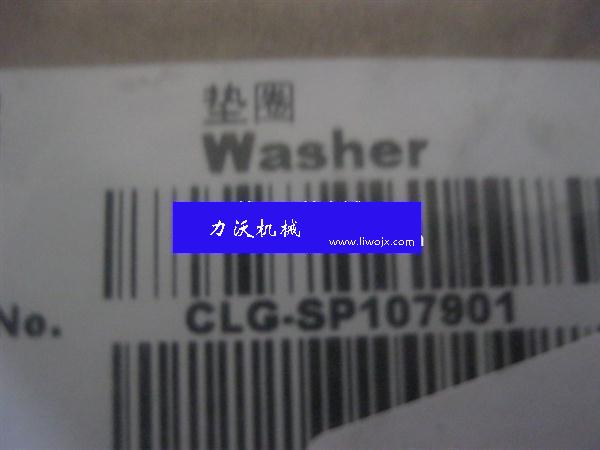 垫圈
Washer
力沃机械
www.liwojx.com
No.
CLG-SP107901